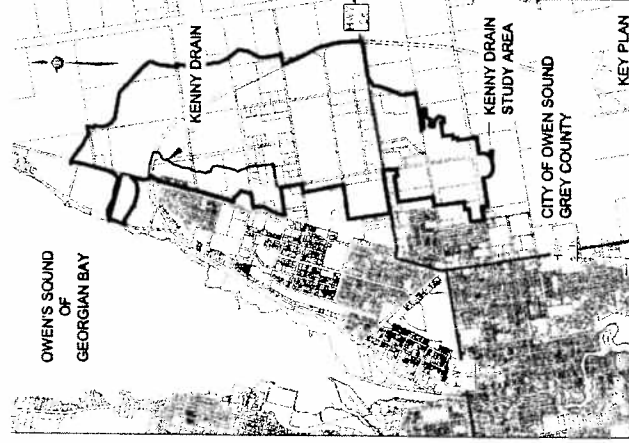 OWEN'S SOUND
OF
GEORGIAN BAY
KENNY DRAIN
KENNY DRAIN
STUDY AREA
CITY OF OWEN SOUND
GREY COUNTY
KEY PLAN